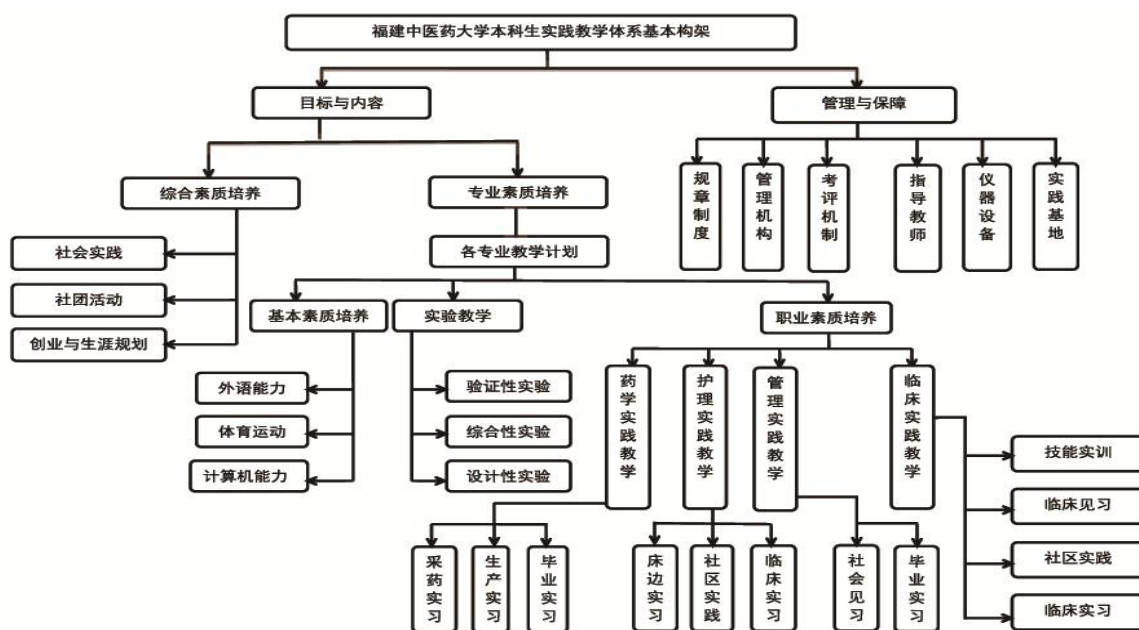 福建中医药大学本科生实践教学体系基本构架
目标与内容
管理与保障
规章制度
管理机构
考评机制
指导教师
仪器设备
实践基地
综合素质培养
专业素质培养
社会实践
社团活动
创业与生涯规划
各专业教学计划
基本素质培养
实验教学
职业素质培养
外语能力
体育运动
计算机能力
验证性实验
综合性实验
设计性实验
药学实践教学
护理实践教学
管理实践教学
临床实践教学
采药实习
生产实习
毕业实习
床边实习
社区实践
临床实习
社会见习
毕业实习
技能实训
临床见习
社区实践
临床实习